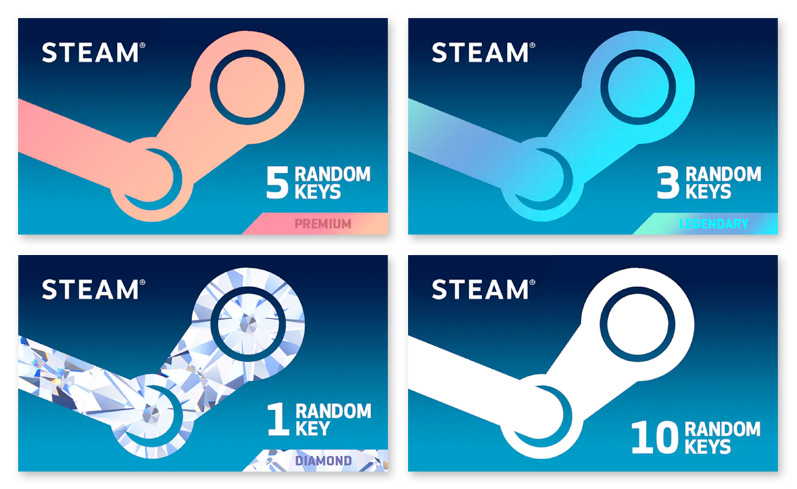 STEAM®
5 RANDOM
KEYS
PREMIUM
STEAM®
3 RANDOM
KEYS
LEGENDARY
STEAM®
1 RANDOM
KEY
DIAMOND
STEAM®
10 RANDOM
KEYS